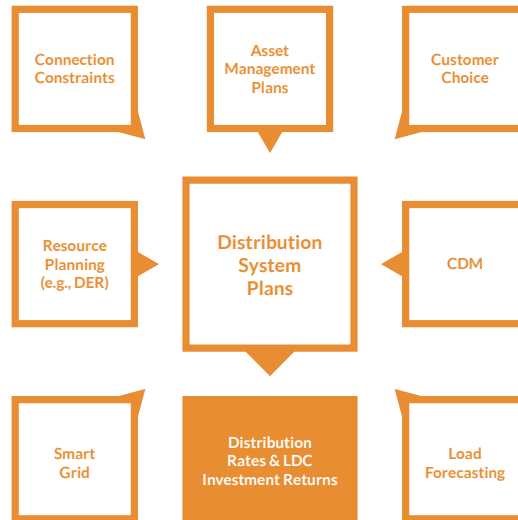 Connection
Constraints
Asset
Management
Plans
Customer
Choice
Resource
Planning
(e.g., DER)
Distribution
System
Plans
CDM
Smart
Grid
Distribution
Rates & LDC
Investment Returns
Load
Forecasting